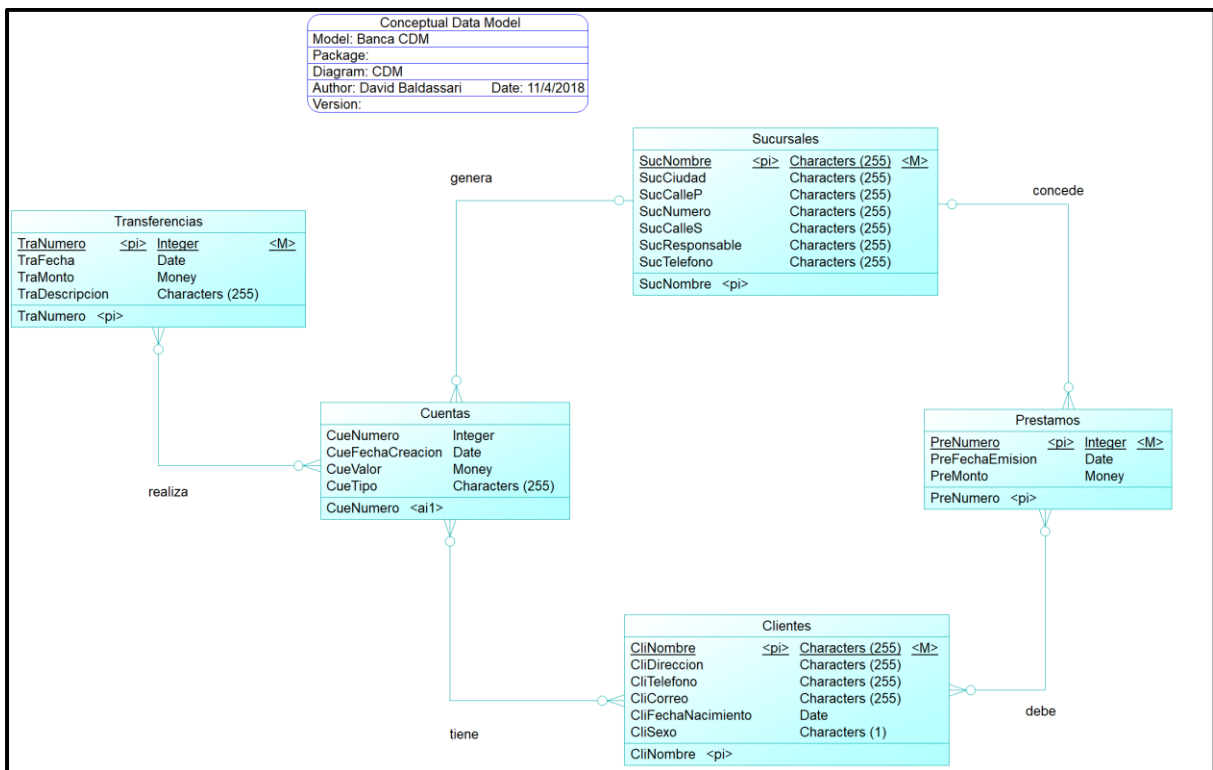 Conceptual Data Model
Model: Banca CDM
Package:
Diagram: CDM
Author: David Baldassari Date: 11/4/2018
Version:
Sucursales
SucNombre <pi> Characters (255) <M>
SucCiudad Characters (255)
SucCalleP Characters (255)
SucNumero Characters (255)
SucCalleS Characters (255)
SucResponsable Characters (255)
SucTelefono Characters (255)
SucNombre <pi>
genera
concede
Transferencias
TraNumero <pi> Integer <M>
TraFecha Date
TraMonto Money
TraDescripcion Characters (255)
TraNumero <pi>
Cuentas
CueNumero Integer
CueFechaCreacion Date
CueValor Money
CueTipo Characters (255)
CueNumero <ai1>
Prestamos
PreNumero <pi> Integer <M>
PreFechaEmision Date
PreMonto Money
PreNumero <pi>
realiza
Clientes
CliNombre <pi> Characters (255) <M>
CliDireccion Characters (255)
CliTelefono Characters (255)
CliCorreo Characters (255)
CliFechaNacimiento Date
CliSexo Characters (1)
CliNombre <pi>
tiene
debe